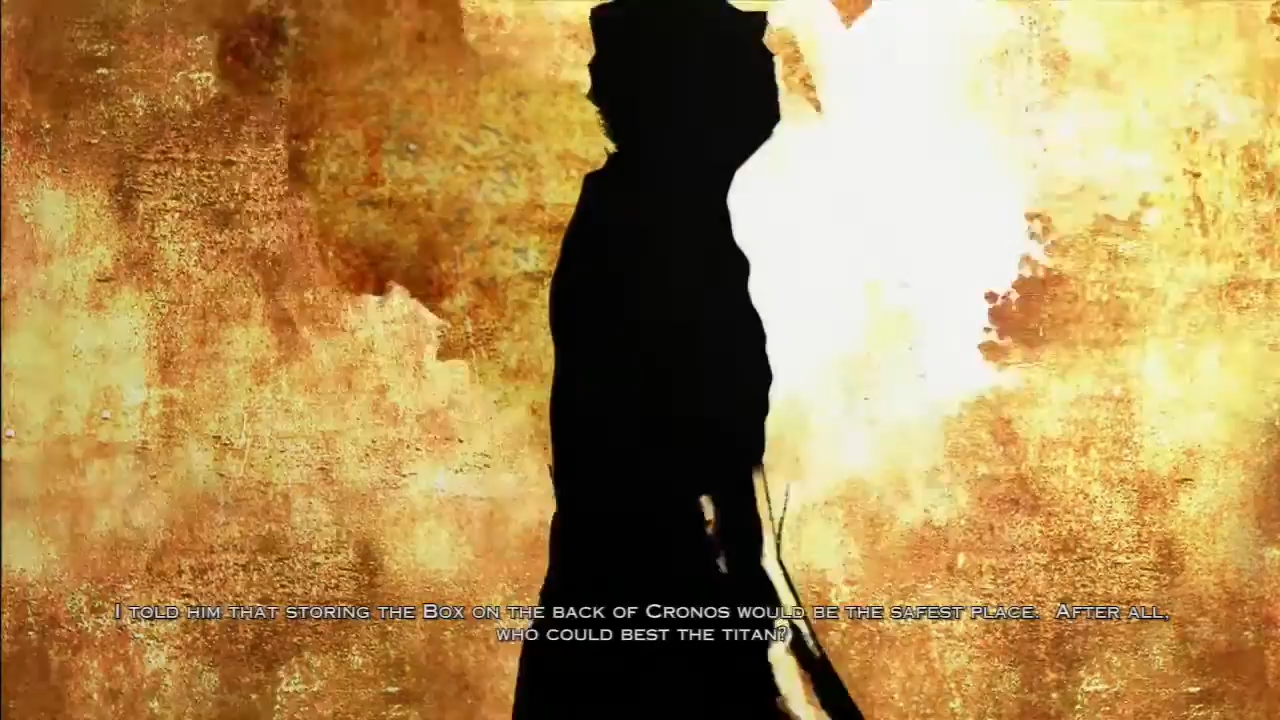 I told him that storing the Box on the back of Cronos would be the safest place.  After all,
who could best the titan?